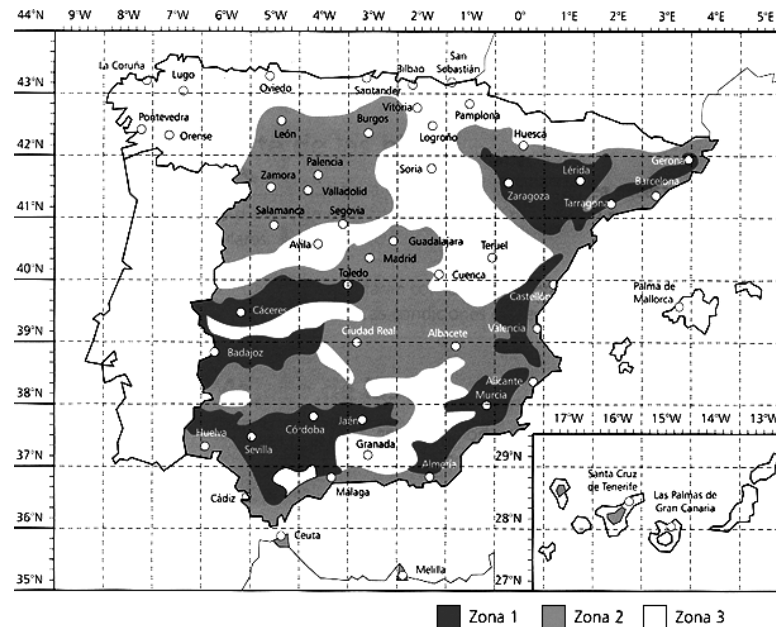 44°N
6°W
5°W
4°W
3°W
2°W
1°W
0°
1°E
2°E
3°E
4°E
La Coruña
Lugo
Oviedo
Santander
Bilbao
San
Sebastián
43°N
Vitoria
Pamplona
Pontevedra
Orense
León
Burgos
Logroño
Huesca
42°N
Palencia
Zamora
Valladolid
Soria
Zaragoza
Lérida
Gerona
Barcelona
Tarragona
41°N
Salamanca
Segovia
Avila
Guadalajara
Madrid
Teruel
40°N
Toledo
Cuenca
Castellón
Palma de
Mallorca
Cáceres
Valencia
39°N
Badajoz
Ciudad Real
Albacete
38°N
Alicante
Murcia
Huelva
Sevilla
Córdoba
Jaén
Granada
37°N
Almería
Cádiz
Málaga
36°N
Ceuta
35°N
Melilla
17°W
16°W
15°W
14°W
13°W
29°N
Santa Cruz
de Tenerife
Las Palmas de
Gran Canaria
28°N
27°N
Zona 1
Zona 2
Zona 3